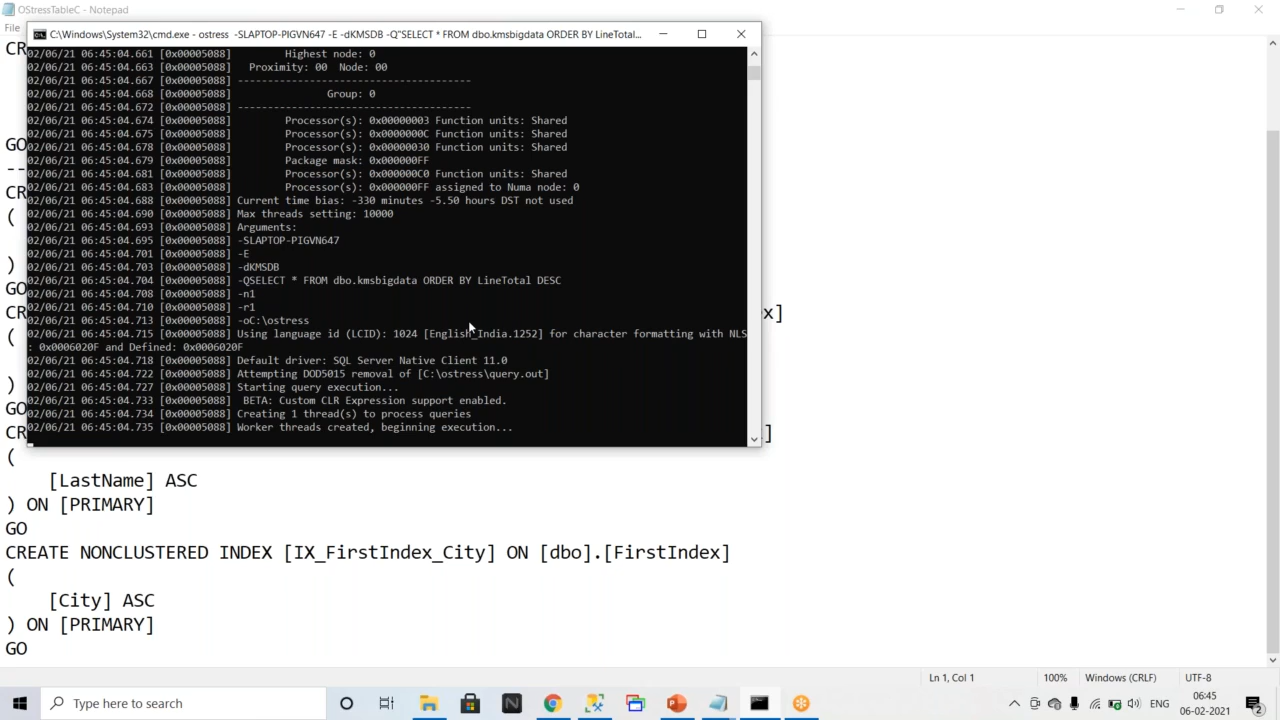 OStressTableC - Notepad
File
C:\Windows\System32\cmd.exe - ostress -SLAPTOP-PIGVN647 -E -dKMSDB -Q"SELECT * FROM dbo.kmsbigdata ORDER BY LineTotal...
02/06/21 06:45:04.661 [0x00005088] Highest node: 0
02/06/21 06:45:04.663 [0x00005088] Proximity: 00 Node: 00
02/06/21 06:45:04.667 [0x00005088] ---------------------------------------
02/06/21 06:45:04.668 [0x00005088] Group: 0
02/06/21 06:45:04.672 [0x00005088] ---------------------------------------
02/06/21 06:45:04.674 [0x00005088] Processor(s): 0x00000003 Function units: Shared
02/06/21 06:45:04.675 [0x00005088] Processor(s): 0x0000000C Function units: Shared
02/06/21 06:45:04.678 [0x00005088] Processor(s): 0x00000030 Function units: Shared
02/06/21 06:45:04.679 [0x00005088] Package mask: 0x000000FF
02/06/21 06:45:04.681 [0x00005088] Processor(s): 0x000000C0 Function units: Shared
02/06/21 06:45:04.683 [0x00005088] Processor(s): 0x000000FF assigned to Numa node: 0
02/06/21 06:45:04.688 [0x00005088] Current time bias: -330 minutes -5.50 hours DST not used
02/06/21 06:45:04.690 [0x00005088] Max threads setting: 10000
02/06/21 06:45:04.693 [0x00005088] Arguments:
02/06/21 06:45:04.695 [0x00005088] -SLAPTOP-PIGVN647
02/06/21 06:45:04.701 [0x00005088] -E
02/06/21 06:45:04.703 [0x00005088] -dKMSDB
02/06/21 06:45:04.704 [0x00005088] -QSELECT * FROM dbo.kmsbigdata ORDER BY LineTotal DESC
02/06/21 06:45:04.708 [0x00005088] -n1
02/06/21 06:45:04.710 [0x00005088] -r1
02/06/21 06:45:04.713 [0x00005088] -oC:\ostress
02/06/21 06:45:04.715 [0x00005088] Using language id (LCID): 1024 [English_India.1252] for character formatting with NLS
: 0x0006020F and Defined: 0x0006020F
02/06/21 06:45:04.718 [0x00005088] Default driver: SQL Server Native Client 11.0
02/06/21 06:45:04.722 [0x00005088] Attempting DOD5015 removal of [C:\ostress\query.out]
02/06/21 06:45:04.727 [0x00005088] Starting query execution...
02/06/21 06:45:04.733 [0x00005088] BETA: Custom CLR Expression support enabled.
02/06/21 06:45:04.734 [0x00005088] Creating 1 thread(s) to process queries
02/06/21 06:45:04.735 [0x00005088] Worker threads created, beginning execution...
CR
GO
--
CR
(
)
GO
CR x]
(
)
GO
CR ]
(
[LastName] ASC
) ON [PRIMARY]
GO
CREATE NONCLUSTERED INDEX [IX_FirstIndex_City] ON [dbo].[FirstIndex]
(
[City] ASC
) ON [PRIMARY]
GO
Ln 1, Col 1 100% Windows (CRLF) UTF-8
Type here to search
ENG
06:45
06-02-2021
2